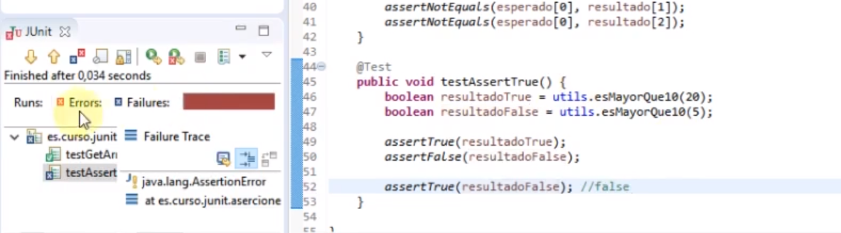 JUnit
Finished after 0,034 seconds
Runs: Errors: Failures:
es.curso.junit
testGetAr
testAssert
Failure Trace
java.lang.AssertionError
at es.curso.junit.asercione
40 assertNotEquals(esperado[0], resultado[1]);
41 assertNotEquals(esperado[0], resultado[2]);
42 }
43
44 @Test
45 public void testAssertTrue() {
46 boolean resultadoTrue = utils.esMayorQue10(20);
47 boolean resultadoFalse = utils.esMayorQue10(5);
48
49 assertTrue(resultadoTrue);
50 assertFalse(resultadoFalse);
51
52 assertTrue(resultadoFalse); //false
53 }
54
55 }